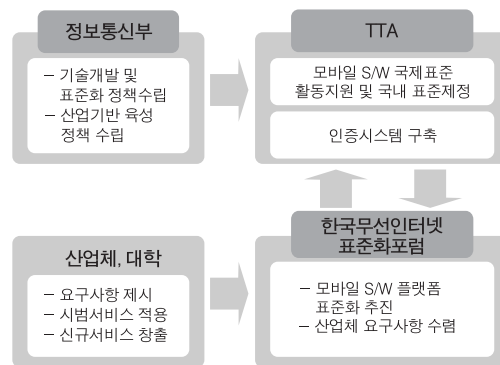 정보통신부
– 기술개발 및
표준화 정책수립
– 산업기반 육성
정책 수립
TTA
모바일 S/W 국제표준
활동지원 및 국내 표준제정
인증시스템 구축
산업체, 대학
– 요구사항 제시
– 시범서비스 적용
– 신규서비스 창출
한국무선인터넷
표준화포럼
– 모바일 S/W 플랫폼
표준화 추진
– 산업체 요구사항 수렴